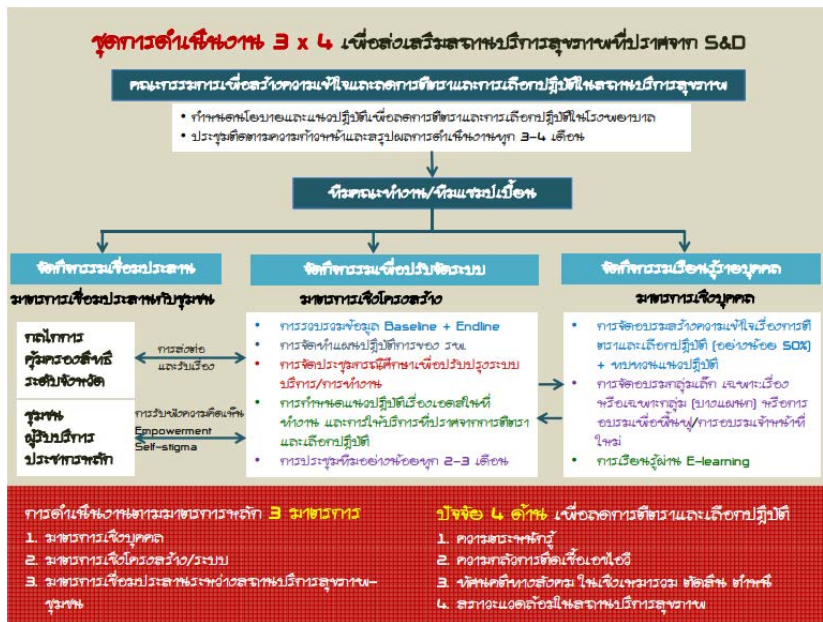 ชุดการดำเนินงาน 3 x 4 เพื่อส่งเสริมสถานบริการสุขภาพที่ปราศจาก S&D
คณะกรรมการเพื่อสร้างความเข้าใจและลดการตีตราและการเลือกปฏิบัติในสถานบริการสุขภาพ
• กำหนดนโยบายและแนวปฏิบัติเพื่อลดการตีตราและการเลือกปฏิบัติในโรงพยาบาล
• ประชุมติดตามความก้าวหน้าและสรุปผลการดำเนินงานทุก 3-4 เดือน
ทีมคณะทำงาน/ทีมแชมป์เปี้ยน
จัดกิจกรรมเชื่อมประสาน
มาตรการเชื่อมประสานกับชุมชน
กลไกการ
คุ้มครองสิทธิ
ระดับจังหวัด
การส่งต่อ
และรับเรื่อง
ชุมชน
ผู้รับบริการ
ประชากรหลัก
การรับฟังความคิดเห็น
Empowerment
Self-stigma
จัดกิจกรรมเพื่อปรับจัดระบบ
มาตรการเชิงโครงสร้าง
• การรวบรวมข้อมูล Baseline + Endline
• การจัดทำแผนปฏิบัติการของ รพ.
• การจัดประชุมกรณีศึกษาเพื่อปรับปรุงระบบ
บริการ/การทำงาน
• การกำหนดแนวปฏิบัติเรื่องเอดส์ในที่
ทำงาน และการให้บริการที่ปราศจากการตีตรา
และเลือกปฏิบัติ
• การประชุมทีมอย่างน้อยทุก 2-3 เดือน
จัดกิจกรรมเรียนรู้รายบุคคล
มาตรการเชิงบุคคล
• การจัดอบรมสร้างความเข้าใจเรื่องการตี
ตราและเลือกปฏิบัติ (อย่างน้อย 50%)
+ ทบทวนแนวปฏิบัติ
• การจัดอบรมกลุ่มเล็ก เฉพาะเรื่อง
หรือเฉพาะกลุ่ม (บางแผนก) หรือการ
อบรมเพื่อฟื้นฟู/การอบรมเจ้าหน้าที่
ใหม่
• การเรียนรู้ผ่าน E-learning
การดำเนินงานตามมาตรการหลัก 3 มาตรการ
1. มาตรการเชิงบุคคล
2. มาตรการเชิงโครงสร้าง/ระบบ
3. มาตรการเชื่อมประสานระหว่างสถานบริการสุขภาพ-
ชุมชน
ปัจจัย 4 ด้าน เพื่อลดการตีตราและเลือกปฏิบัติ
1. ความตระหนักรู้
2. ความกลัวการติดเชื้อเอชไอวี
3. ทัศนคติทางสังคม ในเชิงเหมารวม ตัดสิน ตำหนิ
4. สภาวะแวดล้อมในสถานบริการสุขภาพ